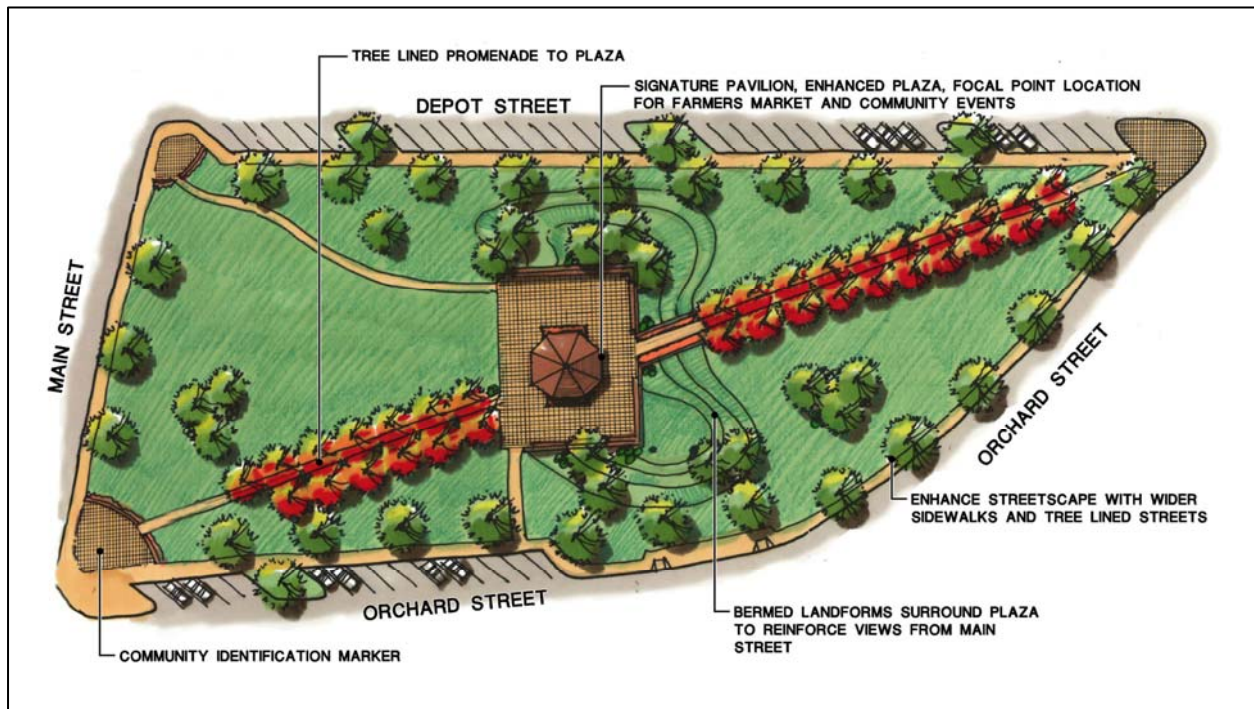 TREE LINED PROMENADE TO PLAZA
SIGNATURE PAVILION, ENHANCED PLAZA, FOCAL POINT LOCATION
FOR FARMERS MARKET AND COMMUNITY EVENTS
DEPOT STREET
MAIN STREET
ORCHARD STREET
ENHANCE STREETSCAPE WITH WIDER
SIDEWALKS AND TREE LINED STREETS
ORCHARD STREET
BERMED LANDFORMS SURROUND PLAZA
TO REINFORCE VIEWS FROM MAIN
STREET
COMMUNITY IDENTIFICATION MARKER